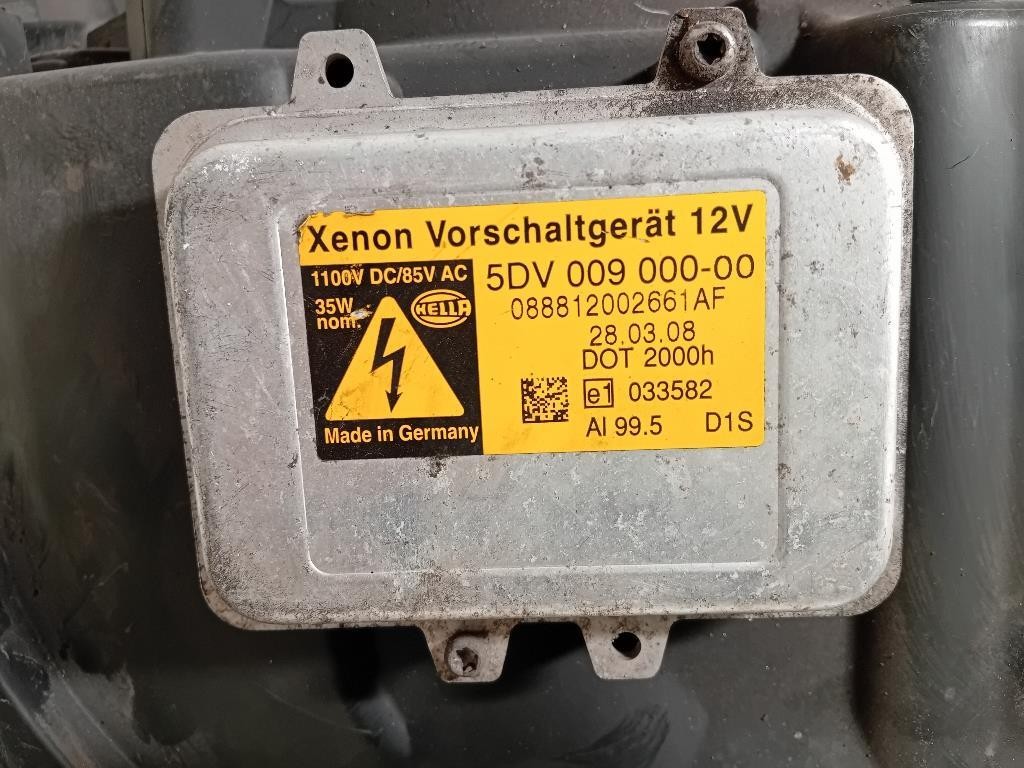 Xenon Vorschaltgerät 12V
1100V DC/85V AC
35W
nom.
HELLA
Made in Germany
5DV 009 000-00
088812002661AF
28.03.08
DOT 2000h
e1 033582
Al 99.5 D1S